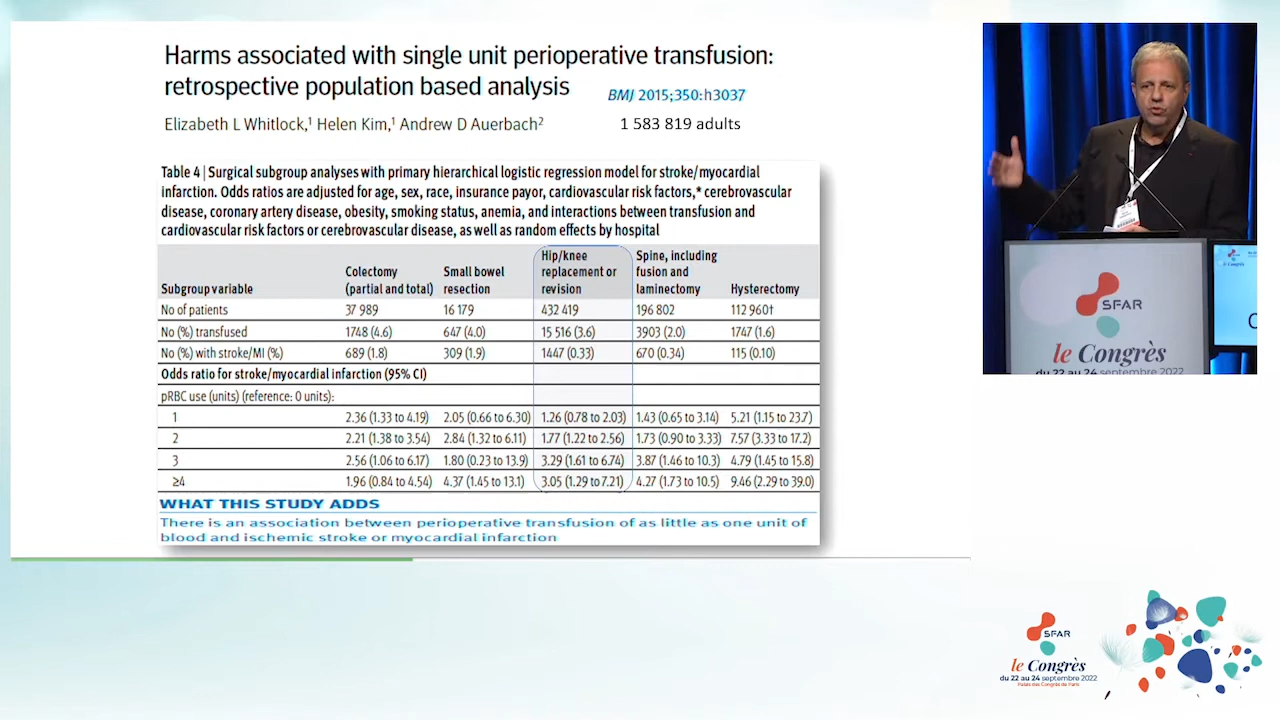 Harms associated with single unit perioperative transfusion:
retrospective population based analysis
BMJ 2015;350:h3037
Elizabeth L Whitlock,¹ Helen Kim,¹ Andrew D Auerbach²
1 583 819 adults
Table 4 | Surgical subgroup analyses with primary hierarchical logistic regression model for stroke/myocardial
infarction. Odds ratios are adjusted for age, sex, race, insurance payor, cardiovascular risk factors,* cerebrovascular
disease, coronary artery disease, obesity, smoking status, anemia, and interactions between transfusion and
cardiovascular risk factors or cerebrovascular disease, as well as random effects by hospital
Subgroup variable Colectomy (partial and total) Small bowel resection Hip/knee replacement or revision Spine, including fusion and laminectomy Hysterectomy
No of patients 37 989 16 179 432 419 196 802 112 960†
No (%) transfused 1748 (4.6) 647 (4.0) 15 516 (3.6) 3903 (2.0) 1747 (1.6)
No (%) with stroke/MI (%) 689 (1.8) 309 (1.9) 1447 (0.33) 670 (0.34) 115 (0.10)
Odds ratio for stroke/myocardial infarction (95% CI)
pRBC use (units) (reference: 0 units):
1 2.36 (1.33 to 4.19) 2.05 (0.66 to 6.30) 1.26 (0.78 to 2.03) 1.43 (0.65 to 3.14) 5.21 (1.15 to 23.7)
2 2.21 (1.38 to 3.54) 2.84 (1.32 to 6.11) 1.77 (1.22 to 2.56) 1.73 (0.90 to 3.33) 7.57 (3.33 to 17.2)
3 2.56 (1.06 to 6.17) 1.80 (0.23 to 13.9) 3.29 (1.61 to 6.74) 3.87 (1.46 to 10.3) 4.79 (1.45 to 15.8)
≥4 1.96 (0.84 to 4.54) 4.37 (1.45 to 13.1) 3.05 (1.29 to 7.21) 4.27 (1.73 to 10.5) 9.46 (2.29 to 39.0)
WHAT THIS STUDY ADDS
There is an association between perioperative transfusion of as little as one unit of
blood and ischemic stroke or myocardial infarction
SFAR
le Congrès
du 22 au 24 septembre 2022
SFAR
le Congrès
du 22 au 24 septembre 2022
Palais des Congrès de Paris